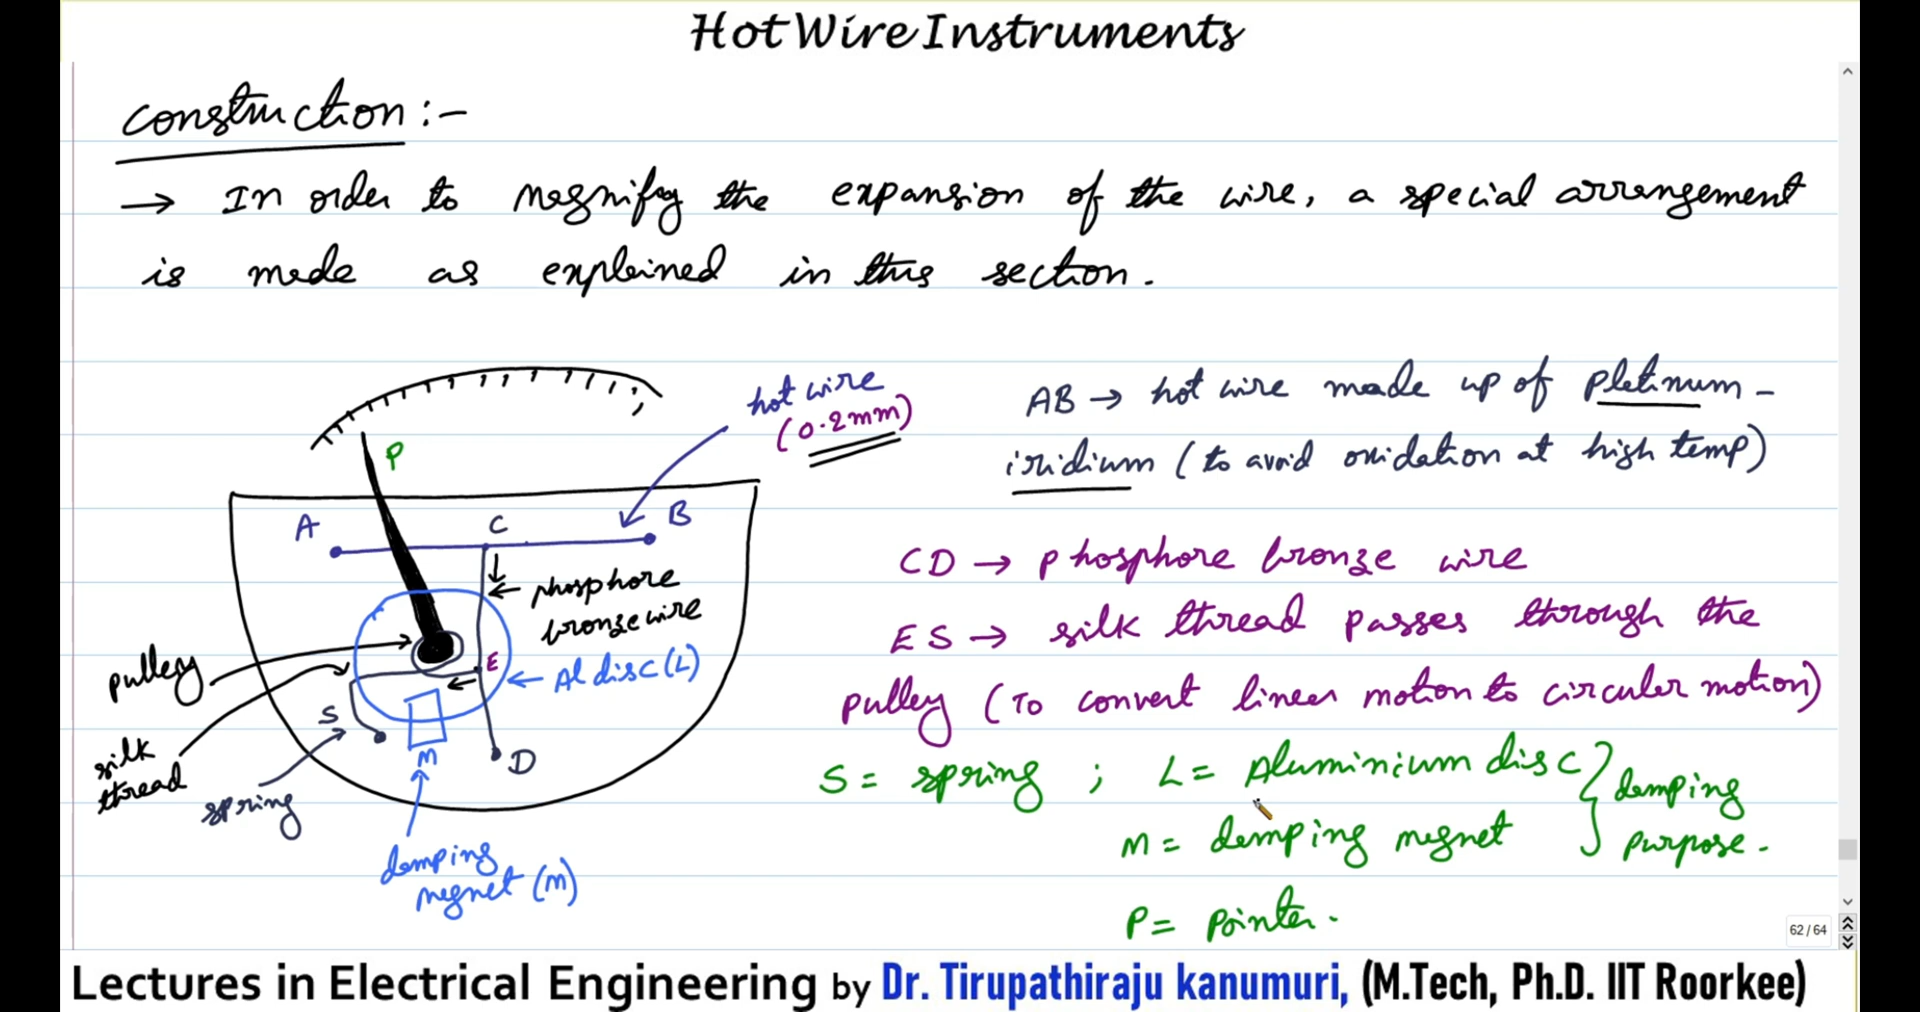 Hot Wire Instruments
construction :-
→ In order to magnify the expansion of the wire, a special arrangement
is made as explained in this section.
hot wire
(0.2mm)
P
A
C
B
phosphore
bronze wire
pulley
E
Al disc (L)
S
M
D
silk
thread
spring
damping
magnet (M)
AB → hot wire made up of platinum -
iridium (to avoid oxidation at high temp)
CD → phosphore bronze wire
ES → silk thread passes through the
pulley (To convert linear motion to circular motion)
S = spring ; L = Aluminium disc } damping
M = damping magnet purpose.
P = pointer.
62 / 64
Lectures in Electrical Engineering by Dr. Tirupathiraju kanumuri, (M.Tech, Ph.D. IIT Roorkee)